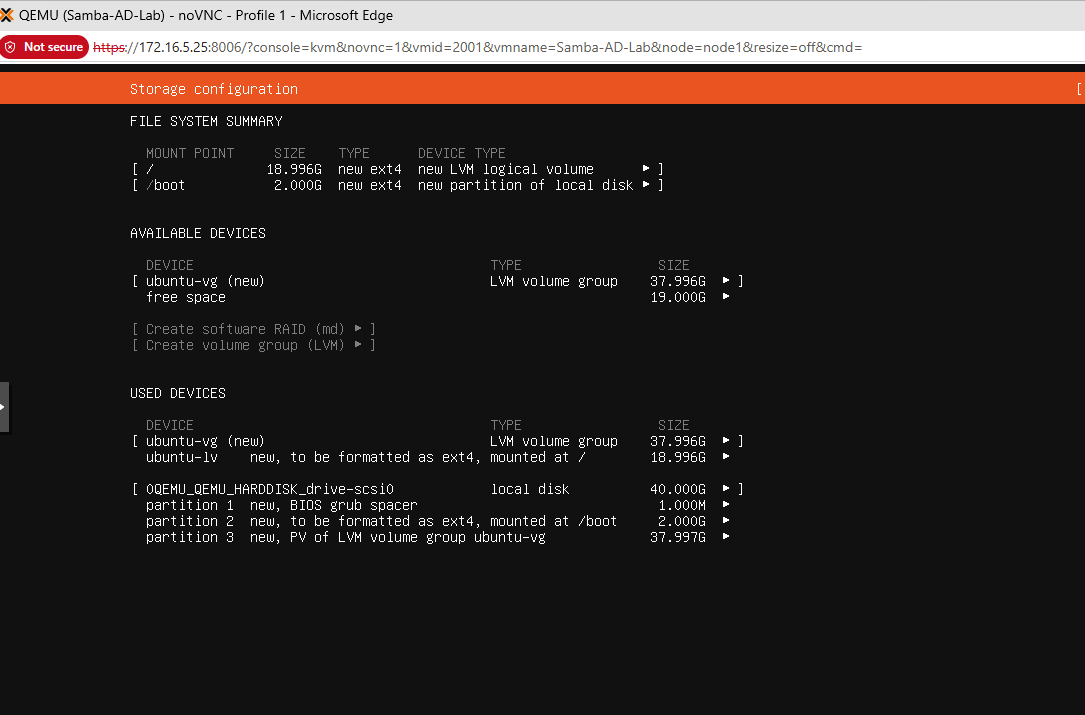 QEMU (Samba-AD-Lab) - noVNC - Profile 1 - Microsoft Edge
Not secure https://172.16.5.25:8006/?console=kvm&novnc=1&vmid=2001&vmname=Samba-AD-Lab&node=node1&resize=off&cmd=
Storage configuration [
FILE SYSTEM SUMMARY
MOUNT POINT SIZE TYPE DEVICE TYPE
[ / 18.996G new ext4 new LVM logical volume ▸ ]
[ /boot 2.000G new ext4 new partition of local disk ▸ ]
AVAILABLE DEVICES
DEVICE TYPE SIZE
[ ubuntu-vg (new) LVM volume group 37.996G ▸ ]
free space 19.000G ▸
[ Create software RAID (md) ▸ ]
[ Create volume group (LVM) ▸ ]
USED DEVICES
DEVICE TYPE SIZE
[ ubuntu-vg (new) LVM volume group 37.996G ▸ ]
ubuntu-lv new, to be formatted as ext4, mounted at / 18.996G ▸
[ 0QEMU_QEMU_HARDDISK_drive-scsi0 local disk 40.000G ▸ ]
partition 1 new, BIOS grub spacer 1.000M ▸
partition 2 new, to be formatted as ext4, mounted at /boot 2.000G ▸
partition 3 new, PV of LVM volume group ubuntu-vg 37.997G ▸